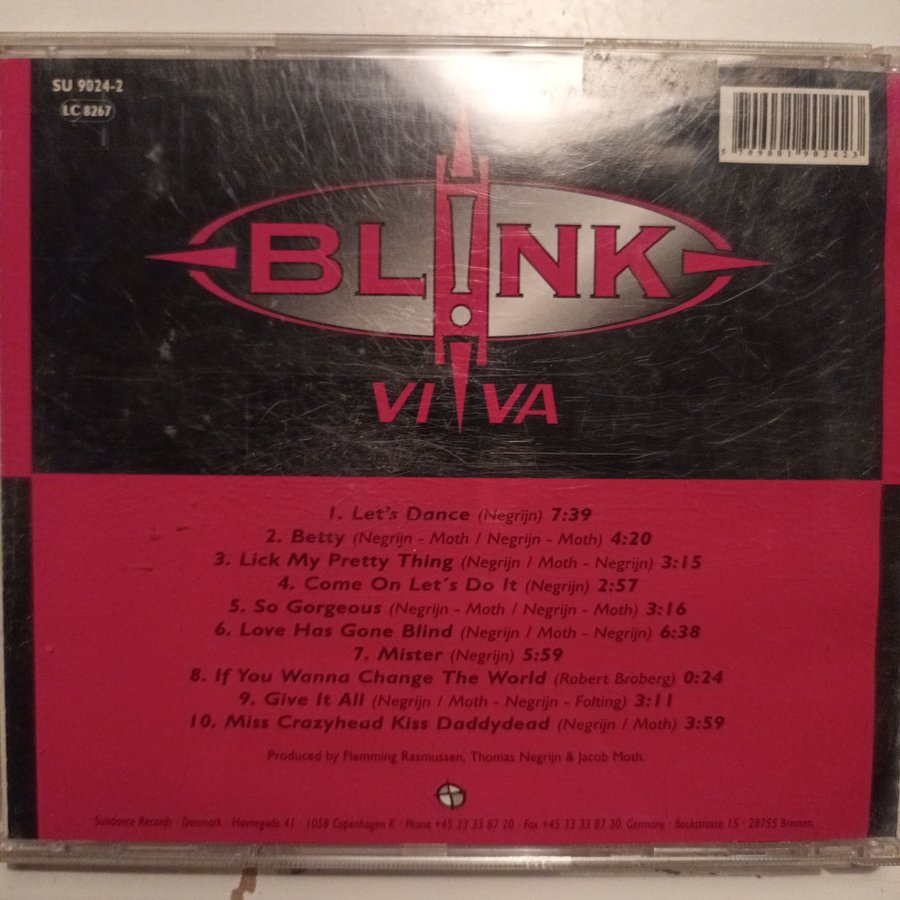 SU 9024-2
LC 8267
5 709001 902423
BL!NK
VIVA
1. Let's Dance (Negrijn) 7:39
2. Betty (Negrijn - Moth / Negrijn - Moth) 4:20
3. Lick My Pretty Thing (Negrijn / Moth - Negrijn) 3:15
4. Come On Let´s Do It (Negrijn) 2:57
5. So Gorgeous (Negrijn - Moth / Negrijn - Moth) 3:16
6. Love Has Gone Blind (Negrijn / Moth - Negrijn) 6:38
7. Mister (Negrijn) 5:59
8. If You Wanna Change The World (Robert Broberg) 0:24
9. Give It All (Negrijn / Moth - Negrijn - Folting) 3:11
10. Miss Crazyhead Kiss Daddydead (Negrijn / Moth) 3:59
Produced by Flemming Rasmussen, Thomas Negrijn & Jacob Moth.
Sundance Records · Denmark · Havnegade 41 · 1058 Copenhagen K · Phone +45 33 33 87 20 · Fax +45 33 33 87 30. Germany · Beckstrasse 15 · 28755 Bremen.